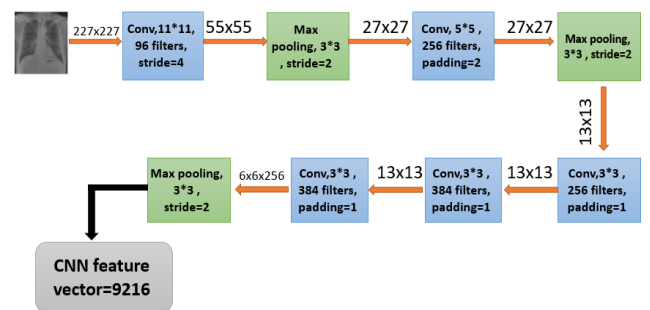 227x227
Conv,11*11,
96 filters,
stride=4
55x55
Max
pooling, 3*3
, stride=2
27x27
Conv, 5*5 ,
256 filters,
padding=2
27x27
Max pooling,
3*3 , stride=2
13x13
Conv,3*3 ,
256 filters,
padding=1
13x13
Conv,3*3 ,
384 filters,
padding=1
13x13
Conv,3*3 ,
384 filters,
padding=1
6x6x256
Max pooling,
3*3 ,
stride=2
CNN feature
vector=9216